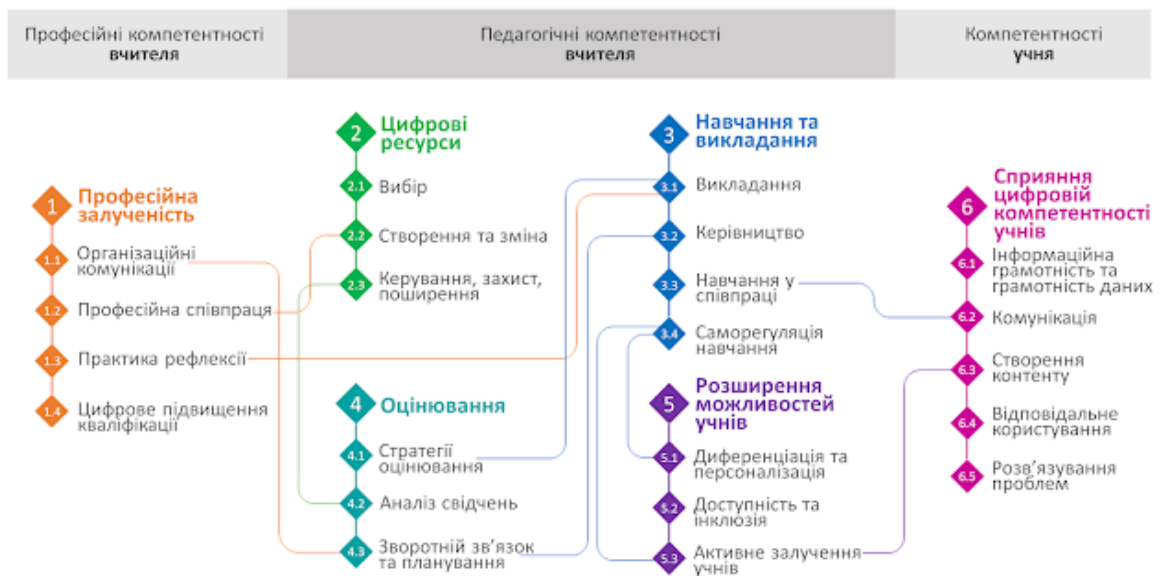 Професійні компетентності
вчителя
Педагогічні компетентності
вчителя
Компетентності
учня
1
Професійна
залученість
1.1
Організаційні
комунікації
1.2
Професійна співпраця
1.3
Практика рефлексії
1.4
Цифрове підвищення
кваліфікації
2
Цифрові
ресурси
2.1
Вибір
2.2
Створення та зміна
2.3
Керування, захист,
поширення
3
Навчання та
викладання
3.1
Викладання
3.2
Керівництво
3.3
Навчання у
співпраці
3.4
Саморегуляція
навчання
4
Оцінювання
4.1
Стратегії
оцінювання
4.2
Аналіз свідчень
4.3
Зворотній зв’язок
та планування
5
Розширення
можливостей
учнів
5.1
Диференціація та
персоналізація
5.2
Доступність та
інклюзія
5.3
Активне залучення
учнів
6
Сприяння
цифровій
компетентності
учнів
6.1
Інформаційна
грамотність та
грамотність даних
6.2
Комунікація
6.3
Створення
контенту
6.4
Відповідальне
користування
6.5
Розв’язування
проблем